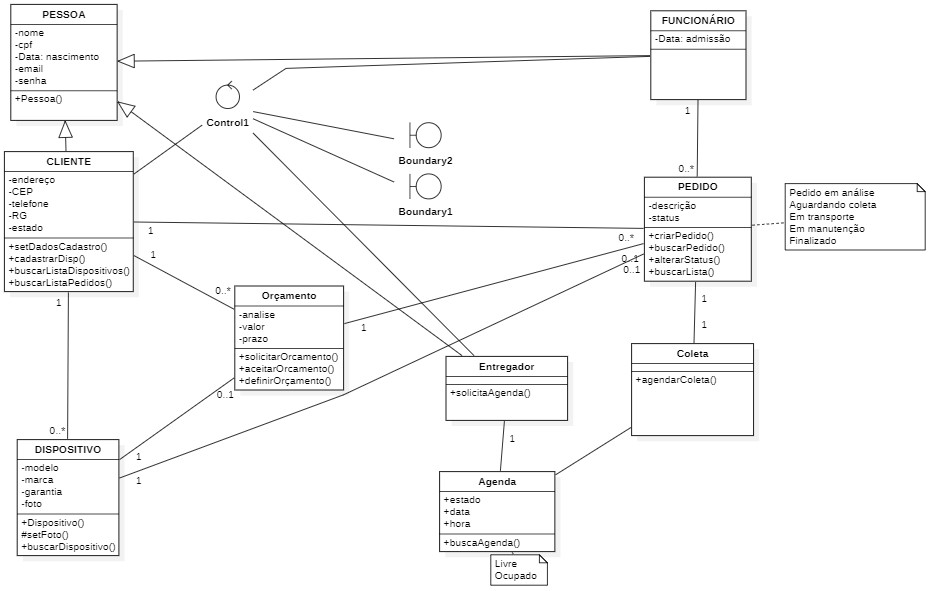 PESSOA
-nome
-cpf
-Data: nascimento
-email
-senha
+Pessoa()
FUNCIONÁRIO
-Data: admissão
Control1
Boundary2
Boundary1
CLIENTE
-endereço
-CEP
-telefone
-RG
-estado
+setDadosCadastro()
+cadastrarDisp()
+buscarListaDispositivos()
+buscarListaPedidos()
1
0..*
PEDIDO
-descrição
-status
+criarPedido()
+buscarPedido()
+alterarStatus()
+buscarLista()
Pedido em análise
Aguardando coleta
Em transporte
Em manutenção
Finalizado
1
0..*
1
0..1
0..1
0..*
1
Orçamento
-analise
-valor
-prazo
+solicitarOrcamento()
+aceitarOrcamento()
+definirOrçamento()
1
1
1
0..1
Entregador
+solicitaAgenda()
Coleta
+agendarColeta()
0..*
1
1
1
DISPOSITIVO
-modelo
-marca
-garantia
-foto
+Dispositivo()
#setFoto()
+buscarDispositivo()
Agenda
+estado
+data
+hora
+buscaAgenda()
Livre
Ocupado